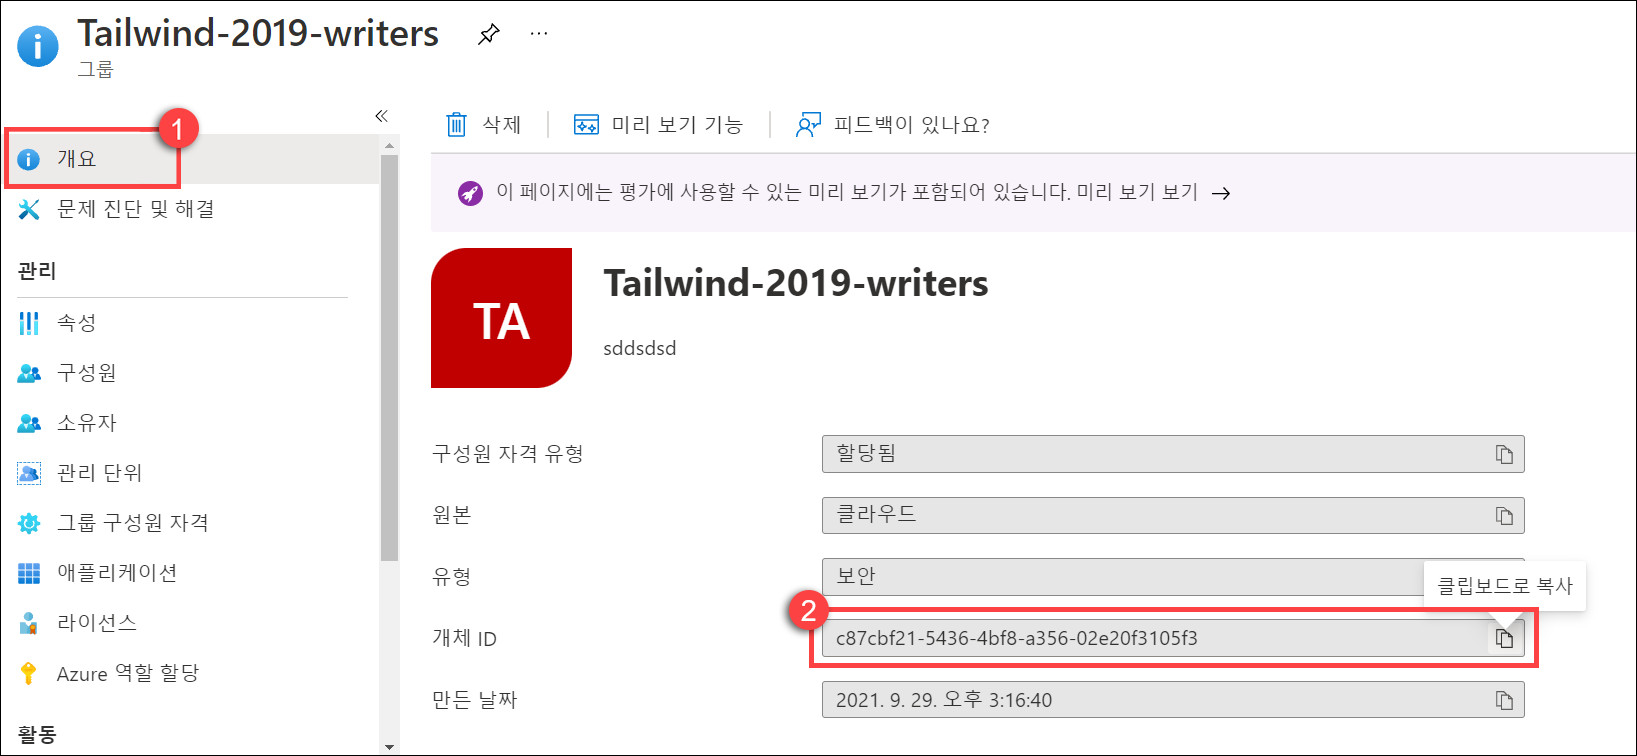 Tailwind-2019-writers
...
그룹
«
1
개요
문제 진단 및 해결
관리
속성
구성원
소유자
관리 단위
그룹 구성원 자격
애플리케이션
라이선스
Azure 역할 할당
활동
삭제
미리 보기 기능
피드백이 있나요?
이 페이지에는 평가에 사용할 수 있는 미리 보기가 포함되어 있습니다. 미리 보기 보기 →
TA
Tailwind-2019-writers
sddsdsd
구성원 자격 유형 할당됨
원본 클라우드
유형 보안
클립보드로 복사
2
개체 ID c87cbf21-5436-4bf8-a356-02e20f3105f3
만든 날짜 2021. 9. 29. 오후 3:16:40